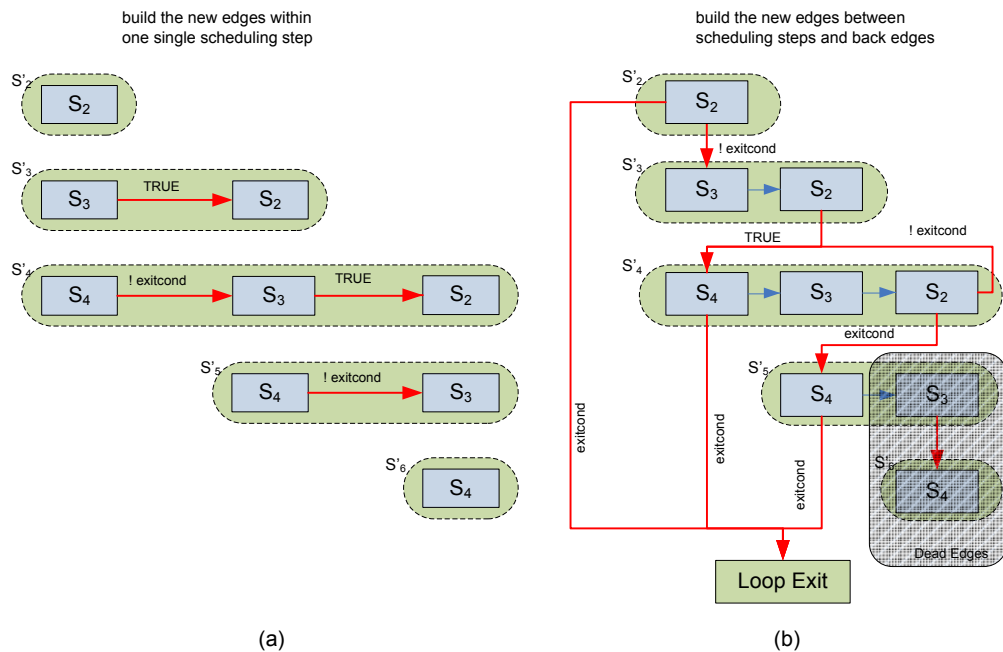 build the new edges within
one single scheduling step
S'2
S2
S'3
S3
TRUE
S2
S'4
S4
! exitcond
S3
TRUE
S2
S'5
S4
! exitcond
S3
S'6
S4
(a)
build the new edges between
scheduling steps and back edges
S'2
S2
! exitcond
S'3
S3
S2
TRUE
! exitcond
S'4
S4
S3
S2
exitcond
S'5
S4
S3
exitcond
exitcond
exitcond
S'6
S4
Dead Edges
Loop Exit
(b)